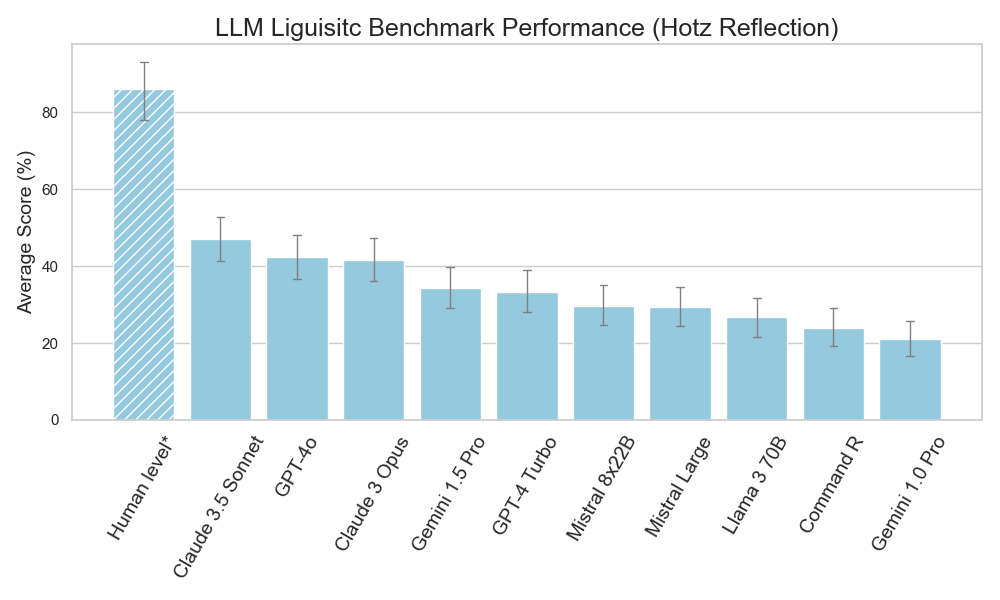 LLM Liguisitc Benchmark Performance (Hotz Reflection)
Average Score (%)
80
60
40
20
0
Human level*
Claude 3.5 Sonnet
GPT-4o
Claude 3 Opus
Gemini 1.5 Pro
GPT-4 Turbo
Mistral 8x22B
Mistral Large
Llama 3 70B
Command R
Gemini 1.0 Pro